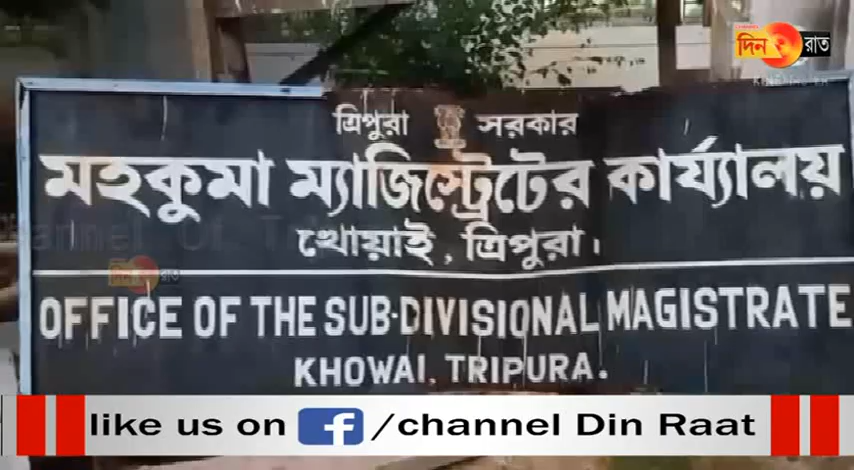 দিন রাত
ত্রিপুরা সরকার
মহকুমা ম্যাজিস্ট্রেটের কার্য্যালয়
খোয়াই, ত্রিপুরা।
দিন রাত
OFFICE OF THE SUB-DIVISIONAL MAGISTRATE
KHOWAI, TRIPURA.
like us on f /channel Din Raat